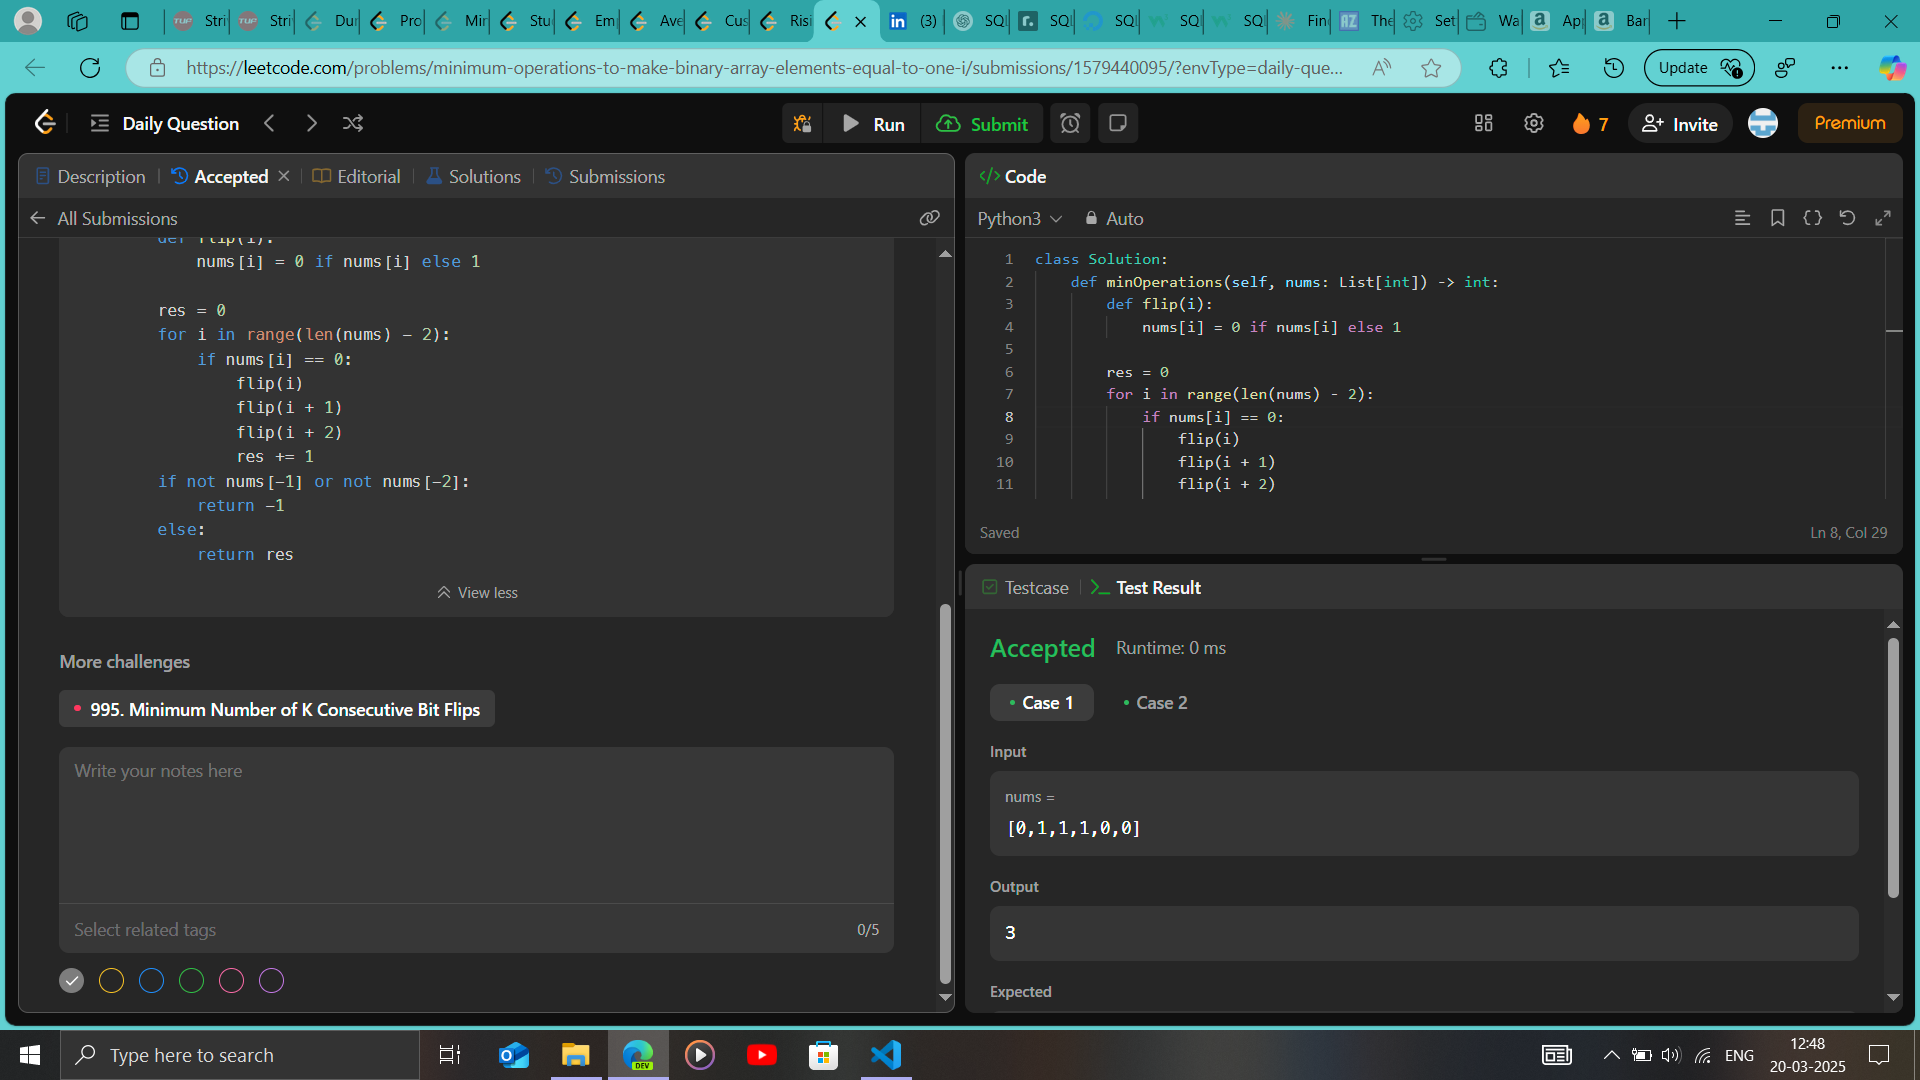 Stri
Stri
Dur
Pro
Mir
Stu
Em
Ave
Cus
Risi
(3)
SQL
SQL
SQL
SQL
SQL
Fin
The
Set
Wa
Ap
Bar
https://leetcode.com/problems/minimum-operations-to-make-binary-array-elements-equal-to-one-i/submissions/1579440095/?envType=daily-que...
Update
Daily Question
Run
Submit
7
Invite
Premium
Description
Accepted
Editorial
Solutions
Submissions
All Submissions
def flip(i):
nums[i] = 0 if nums[i] else 1
res = 0
for i in range(len(nums) - 2):
if nums[i] == 0:
flip(i)
flip(i + 1)
flip(i + 2)
res += 1
if not nums[-1] or not nums[-2]:
return -1
else:
return res
View less
More challenges
995. Minimum Number of K Consecutive Bit Flips
Write your notes here
Select related tags
0/5
Code
Python3
Auto
1 class Solution:
2 def minOperations(self, nums: List[int]) -> int:
3 def flip(i):
4 nums[i] = 0 if nums[i] else 1
5
6 res = 0
7 for i in range(len(nums) - 2):
8 if nums[i] == 0:
9 flip(i)
10 flip(i + 1)
11 flip(i + 2)
Saved
Ln 8, Col 29
Testcase
Test Result
Accepted
Runtime: 0 ms
Case 1
Case 2
Input
nums =
[0,1,1,1,0,0]
Output
3
Expected
Type here to search
DEV
ENG
12:48
20-03-2025